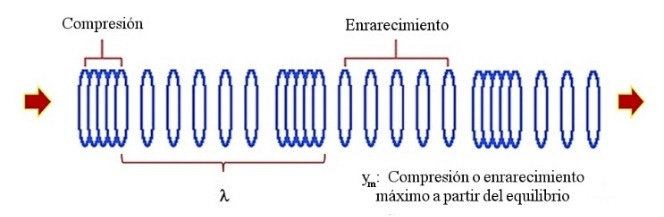 Compresión
Enrarecimiento
λ
ym: Compresión o enrarecimiento
máximo a partir del equilibrio